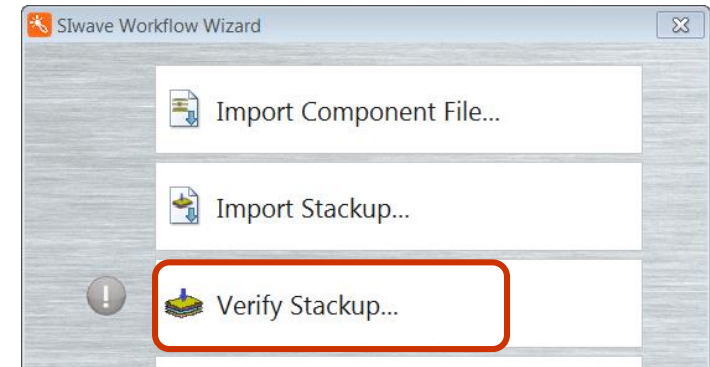 SIwave Workflow Wizard
Import Component File...
Import Stackup...
Verify Stackup...